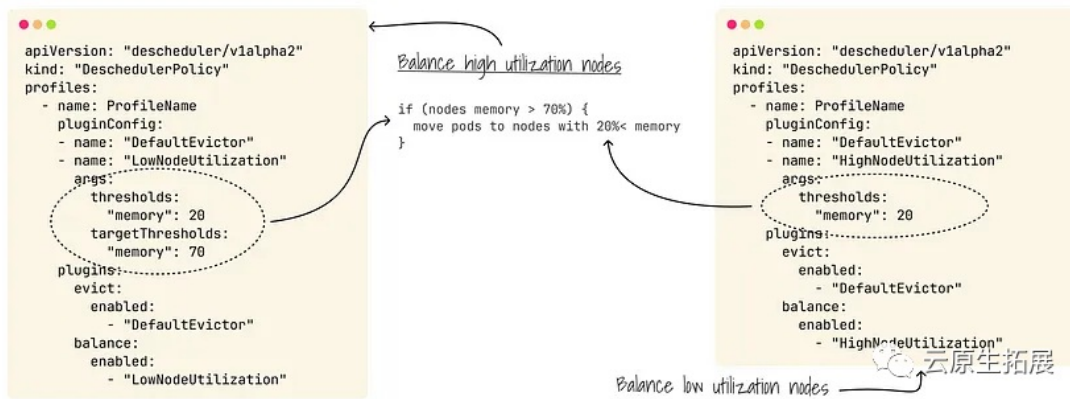 apiVersion: "descheduler/v1alpha2"
kind: "DeschedulerPolicy"
profiles:
  - name: ProfileName
    pluginConfig:
    - name: "DefaultEvictor"
    - name: "LowNodeUtilization"
      args:
        thresholds:
          "memory": 20
        targetThresholds:
          "memory": 70
    plugins:
      evict:
        enabled:
          - "DefaultEvictor"
      balance:
        enabled:
          - "LowNodeUtilization"
Balance high utilization nodes
if (nodes memory > 70%) {
  move pods to nodes with 20%< memory
}
apiVersion: "descheduler/v1alpha2"
kind: "DeschedulerPolicy"
profiles:
  - name: ProfileName
    pluginConfig:
    - name: "DefaultEvictor"
    - name: "HighNodeUtilization"
      args:
        thresholds:
          "memory": 20
    plugins:
      evict:
        enabled:
          - "DefaultEvictor"
      balance:
        enabled:
          - "HighNodeUtilization"
云原生拓展
Balance low utilization nodes